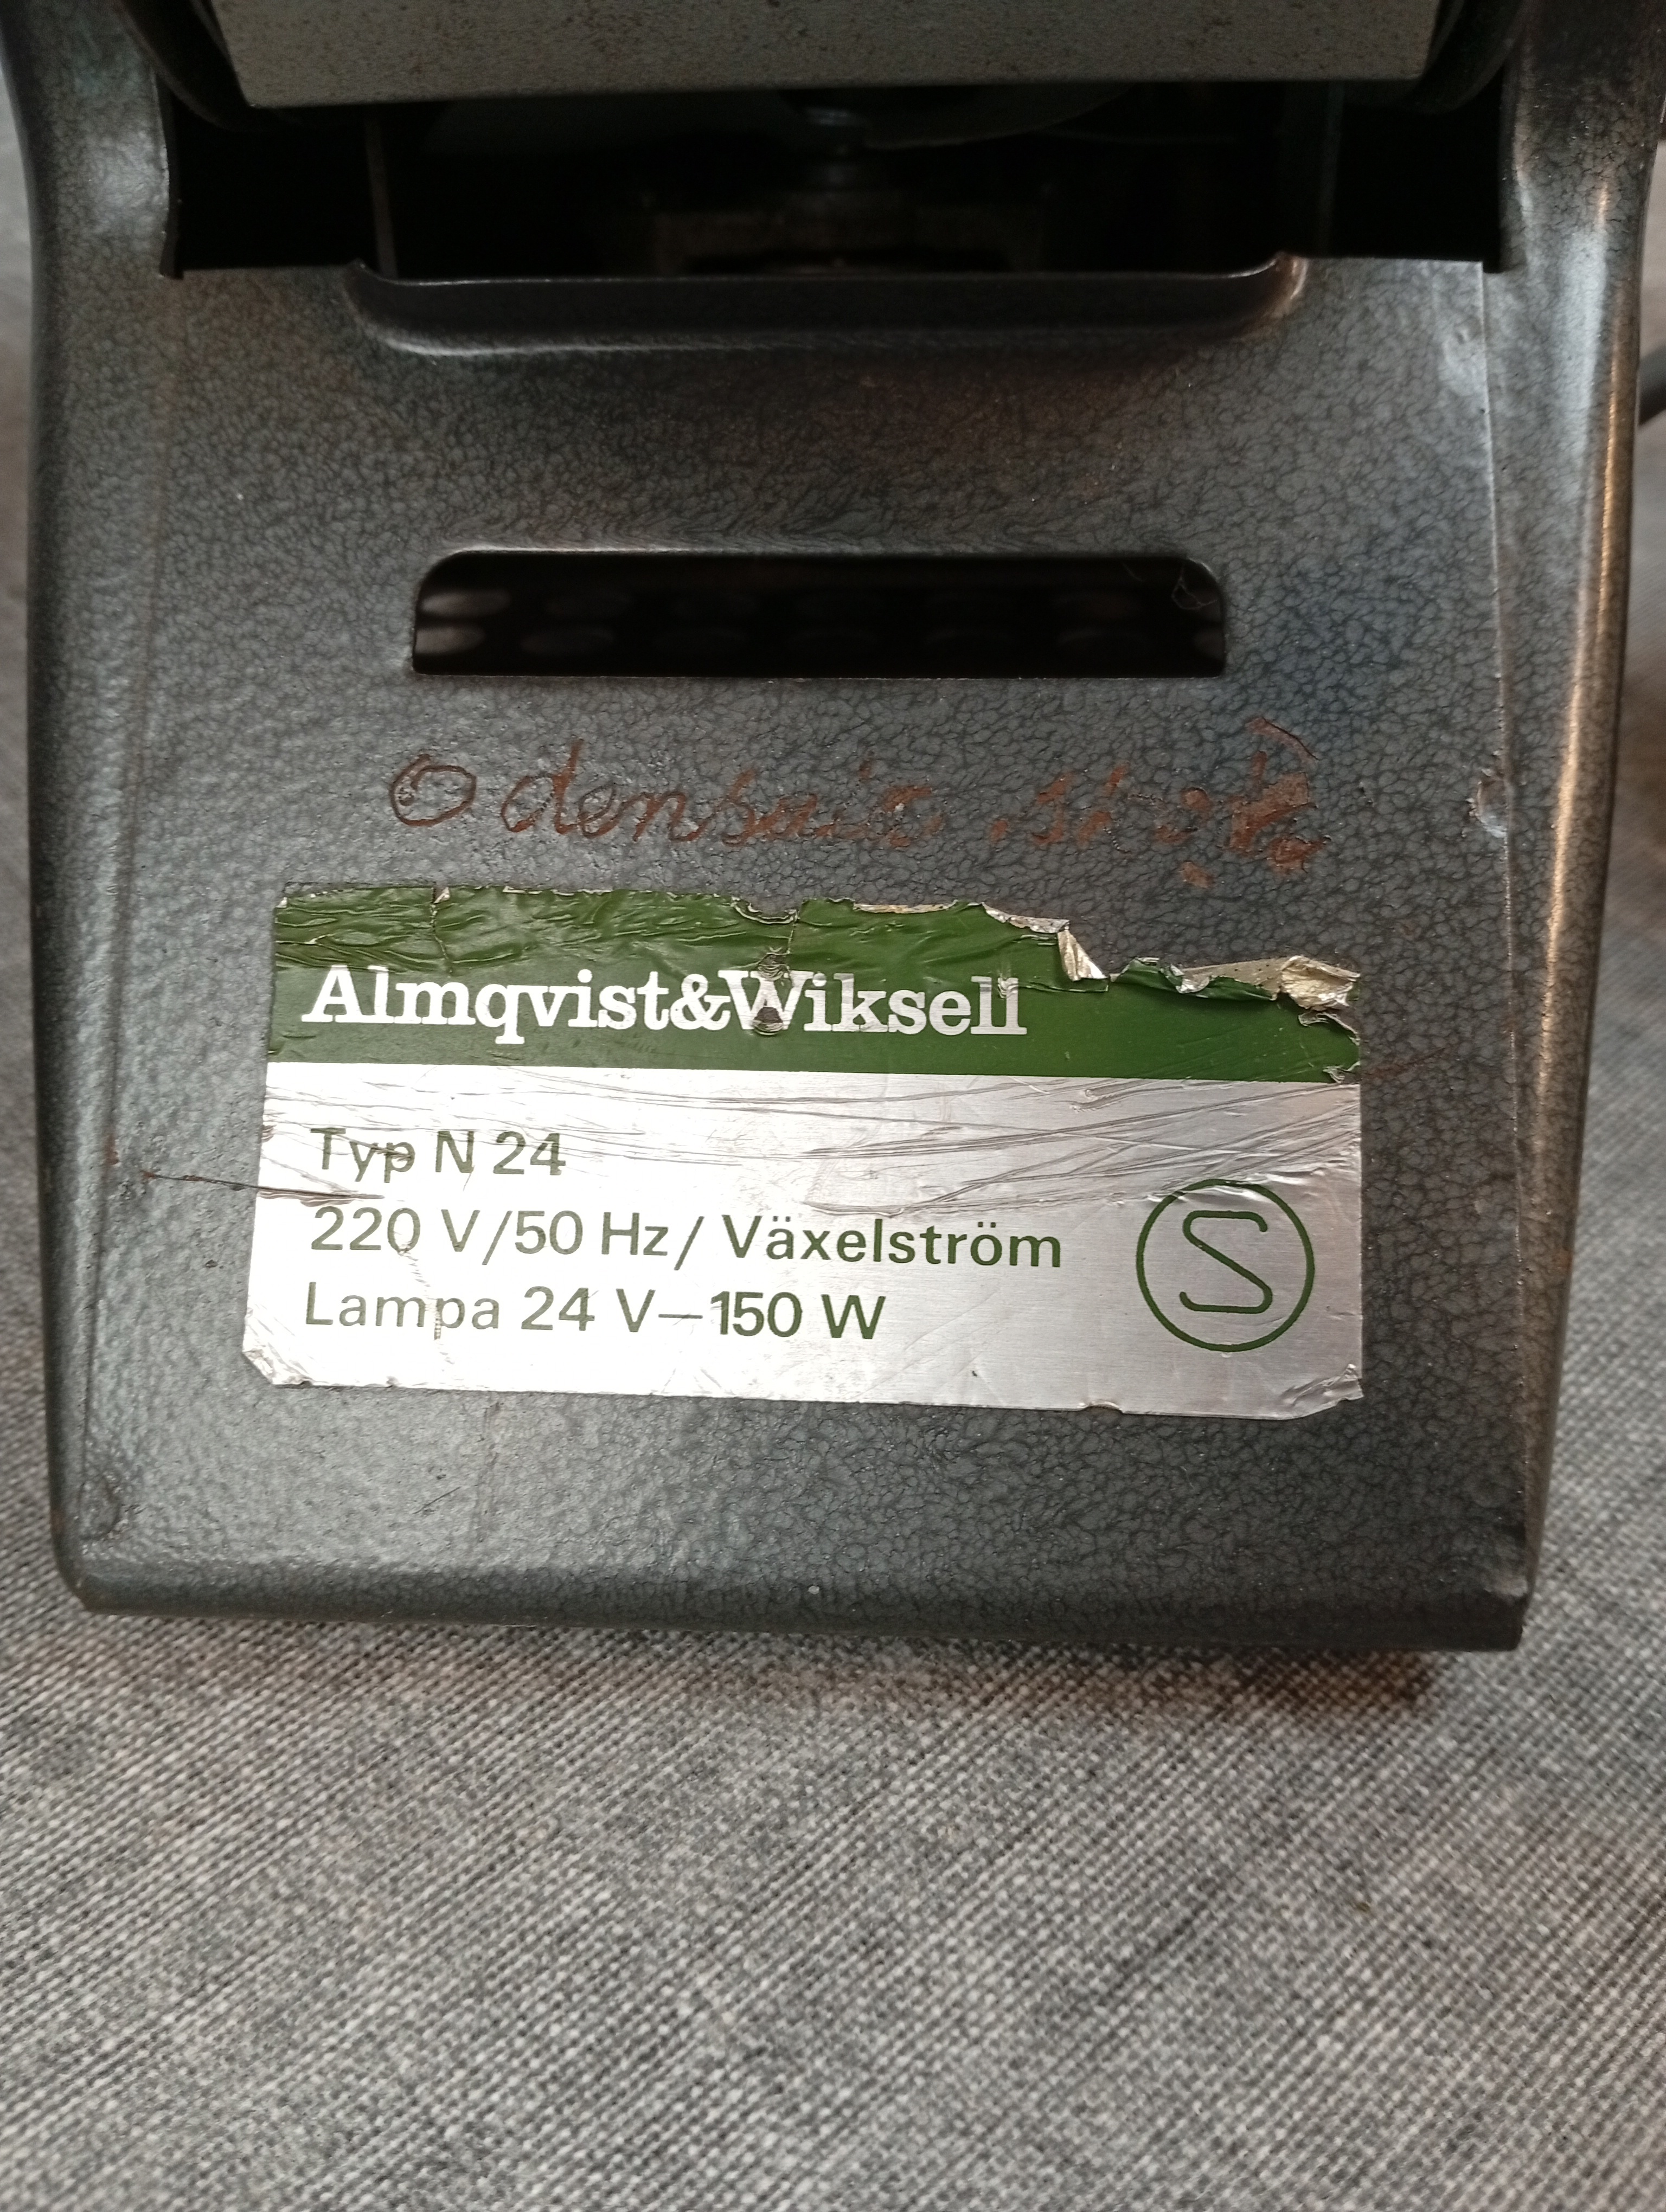 Almqvist&Wiksell
Typ N 24
220 V/50 Hz/ Växelström
Lampa 24 V—150 W
S